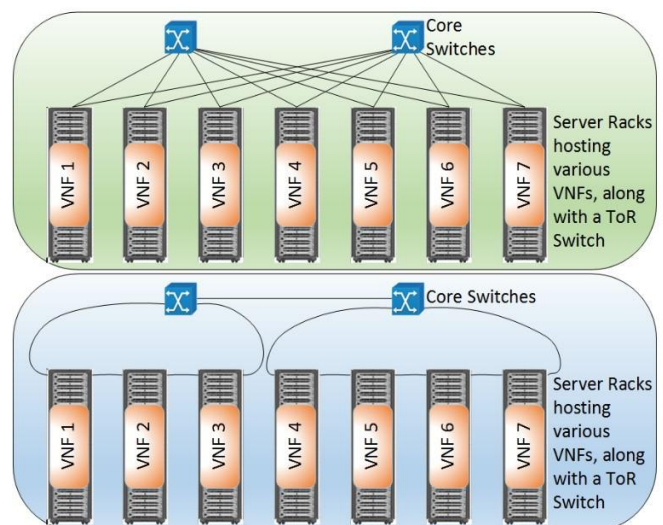 Core
Switches
VNF 1
VNF 2
VNF 3
VNF 4
VNF 5
VNF 6
VNF 7
Server Racks
hosting
various
VNFs, along
with a ToR
Switch
Core Switches
VNF 1
VNF 2
VNF 3
VNF 4
VNF 5
VNF 6
VNF 7
Server Racks
hosting
various
VNFs, along
with a ToR
Switch